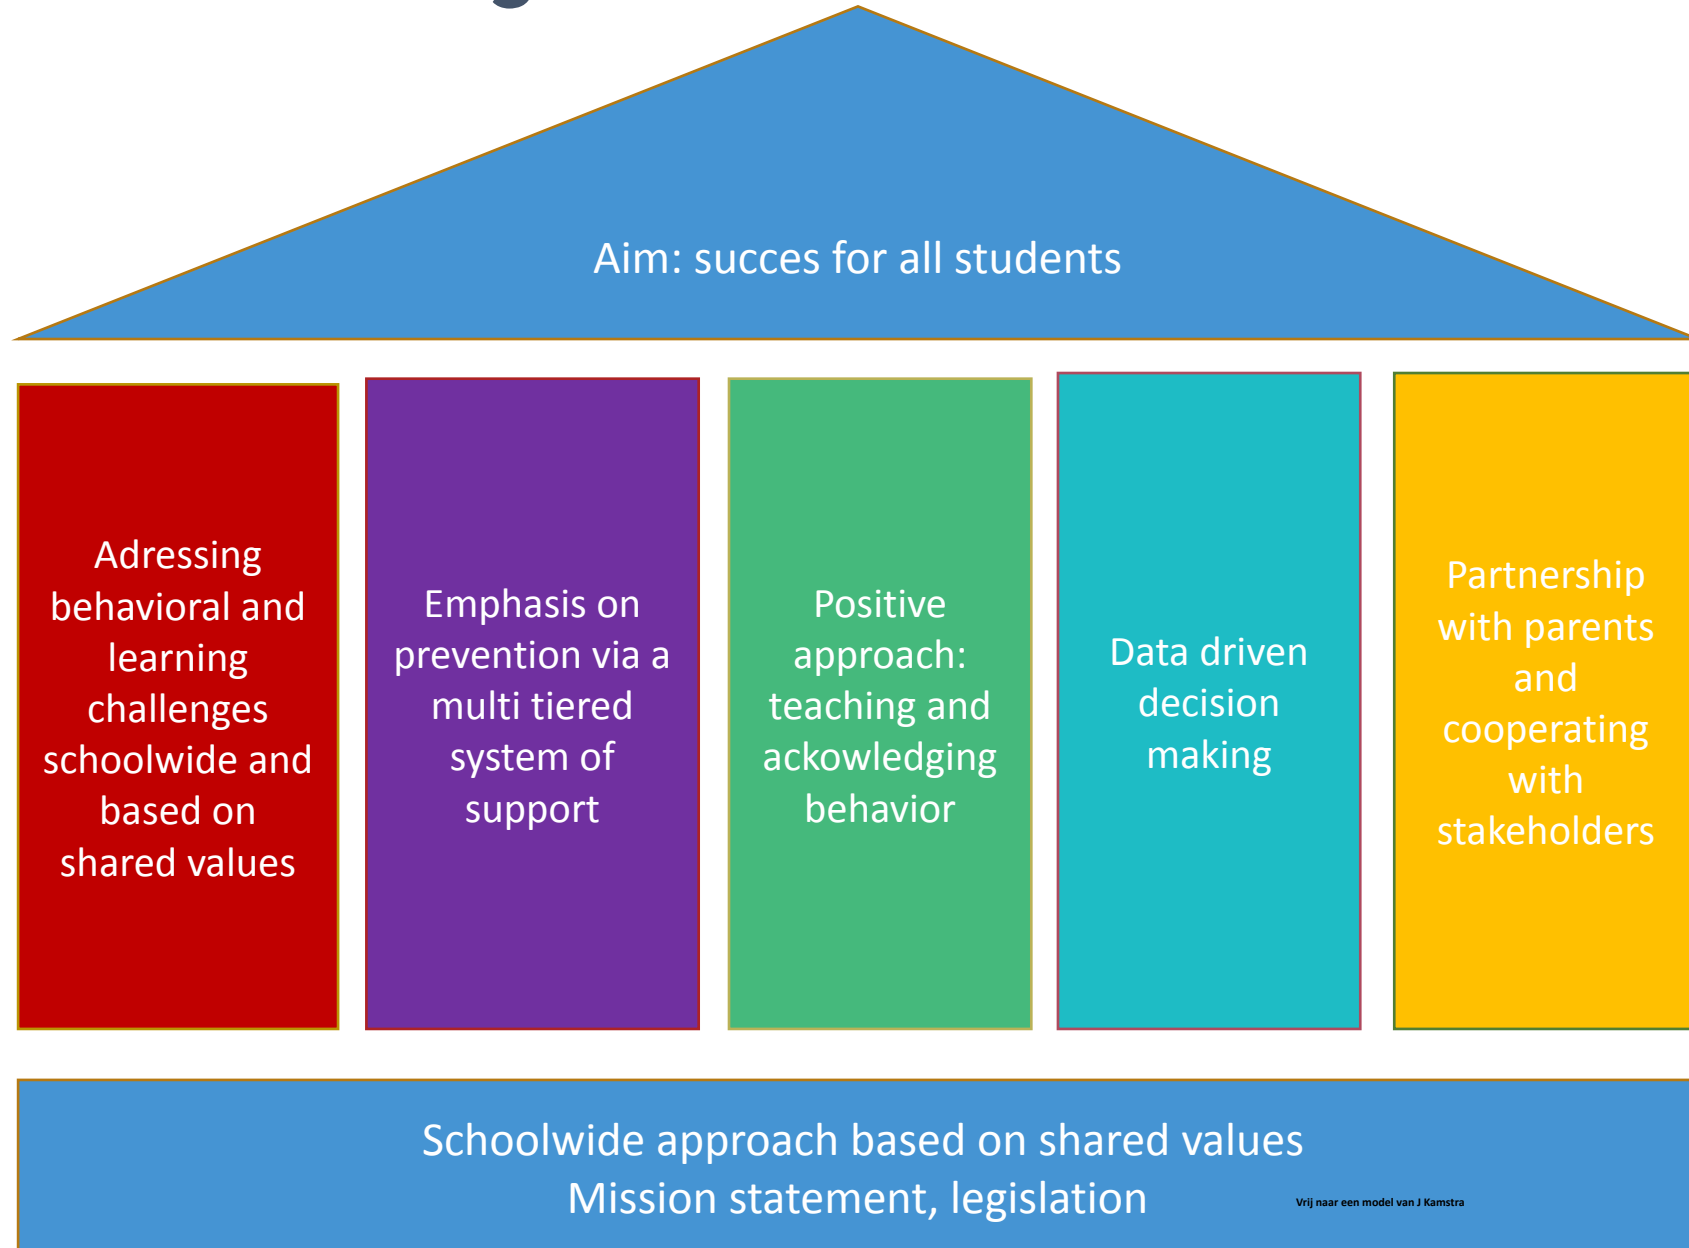 Aim: succes for all students
Adressing
behavioral and
learning
challenges
schoolwide and
based on
shared values
Emphasis on
prevention via a
multi tiered
system of
support
Positive
approach:
teaching and
ackowledging
behavior
Data driven
decision
making
Partnership
with parents
and
cooperating
with
stakeholders
Schoolwide approach based on shared values
Mission statement, legislation
Vrij naar een model van J Kamstra